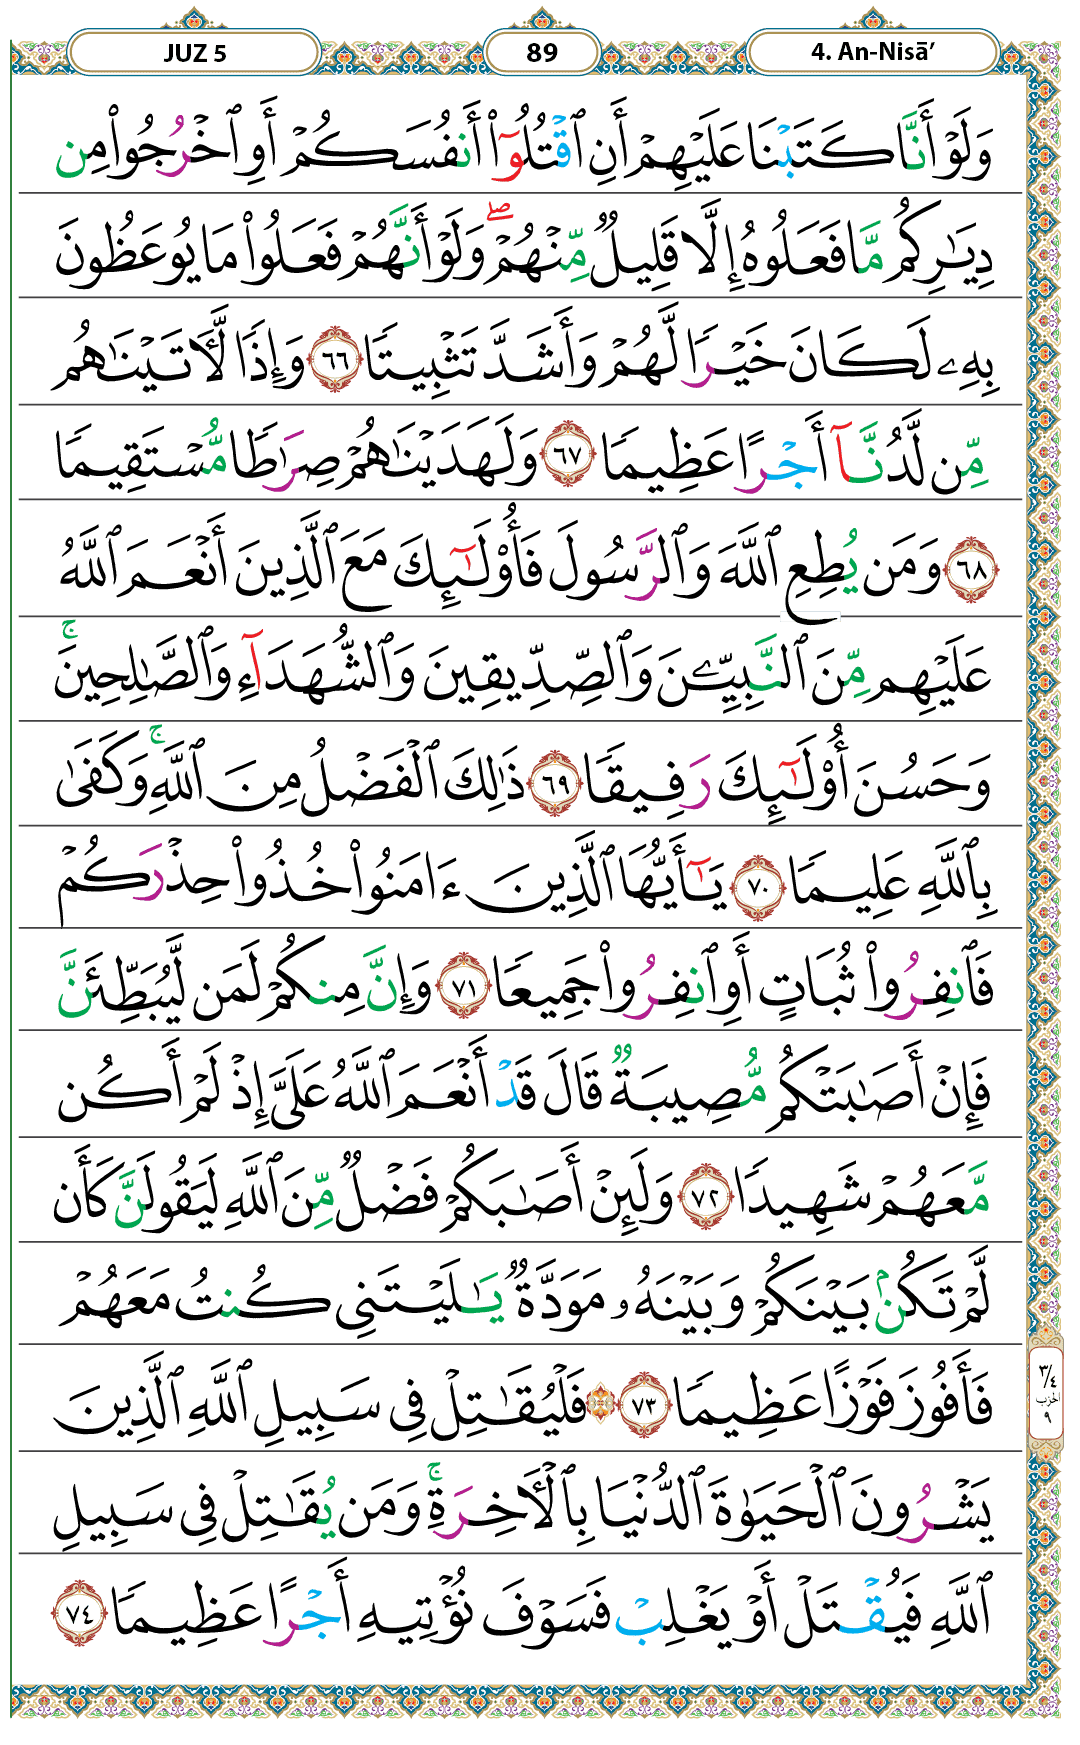 JUZ 5
89
4. An-Nisā’
وَلَوْ أَنَّا كَتَبْنَا عَلَيْهِمْ أَنِ ٱقْتُلُوٓا۟ أَنفُسَكُمْ أَوِ ٱخْرُجُوا۟ مِن
دِيَـٰرِكُم مَّا فَعَلُوهُ إِلَّا قَلِيلٌ مِّنْهُمْ ۖ وَلَوْ أَنَّهُمْ فَعَلُوا۟ مَا يُوعَظُونَ
بِهِۦ لَكَانَ خَيْرًا لَّهُمْ وَأَشَدَّ تَثْبِيتًا ٦٦ وَإِذًا لَّـَٔاتَيْنَـٰهُم
مِّن لَّدُنَّآ أَجْرًا عَظِيمًا ٦٧ وَلَهَدَيْنَـٰهُمْ صِرَٰطًا مُّسْتَقِيمًا
٦٨ وَمَن يُطِعِ ٱللَّهَ وَٱلرَّسُولَ فَأُو۟لَـٰٓئِكَ مَعَ ٱلَّذِينَ أَنْعَمَ ٱللَّهُ
عَلَيْهِم مِّنَ ٱلنَّبِيِّـۧنَ وَٱلصِّدِّيقِينَ وَٱلشُّهَدَآءِ وَٱلصَّـٰلِحِينَ ۚ
وَحَسُنَ أُو۟لَـٰٓئِكَ رَفِيقًا ٦٩ ذَٰلِكَ ٱلْفَضْلُ مِنَ ٱللَّهِ ۚ وَكَفَىٰ
بِٱللَّهِ عَلِيمًا ٧٠ يَـٰٓأَيُّهَا ٱلَّذِينَ ءَامَنُوا۟ خُذُوا۟ حِذْرَكُمْ
فَٱنفِرُوا۟ ثُبَاتٍ أَوِ ٱنفِرُوا۟ جَمِيعًا ٧١ وَإِنَّ مِنكُمْ لَمَن لَّيُبَطِّئَنَّ
فَإِنْ أَصَـٰبَتْكُم مُّصِيبَةٌ قَالَ قَدْ أَنْعَمَ ٱللَّهُ عَلَىَّ إِذْ لَمْ أَكُن
مَّعَهُمْ شَهِيدًا ٧٢ وَلَئِنْ أَصَـٰبَكُمْ فَضْلٌ مِّنَ ٱللَّهِ لَيَقُولَنَّ كَأَن
لَّمْ تَكُنۢ بَيْنَكُمْ وَبَيْنَهُۥ مَوَدَّةٌ يَـٰلَيْتَنِى كُنتُ مَعَهُمْ
فَأَفُوزَ فَوْزًا عَظِيمًا ٧٣ ۞ فَلْيُقَـٰتِلْ فِى سَبِيلِ ٱللَّهِ ٱلَّذِينَ
٣/٤
الحزب
٩
يَشْرُونَ ٱلْحَيَوٰةَ ٱلدُّنْيَا بِٱلْـَٔاخِرَةِ ۚ وَمَن يُقَـٰتِلْ فِى سَبِيلِ
ٱللَّهِ فَيُقْتَلْ أَوْ يَغْلِبْ فَسَوْفَ نُؤْتِيهِ أَجْرًا عَظِيمًا ٧٤